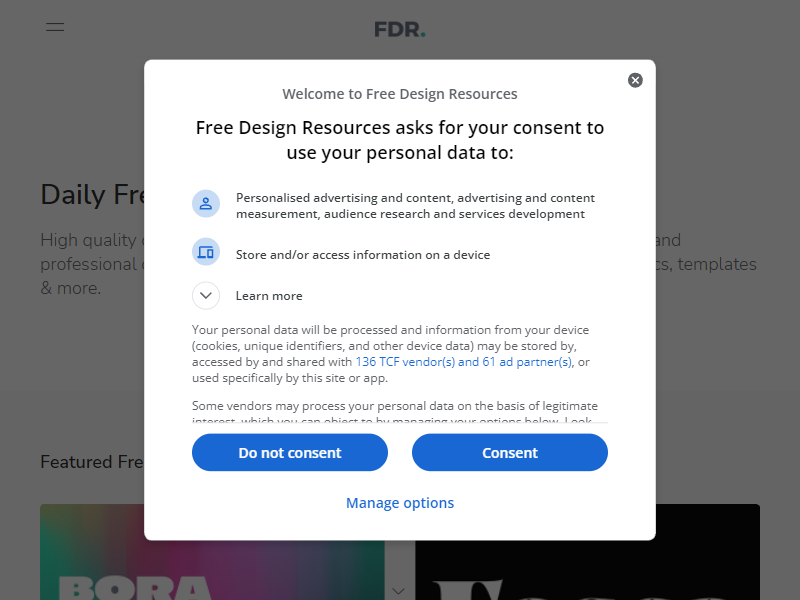 FDR.
Welcome to Free Design Resources
Free Design Resources asks for your consent to
use your personal data to:
Personalised advertising and content, advertising and content
measurement, audience research and services development
Store and/or access information on a device
Learn more
Your personal data will be processed and information from your device
(cookies, unique identifiers, and other device data) may be stored by,
accessed by and shared with 136 TCF vendor(s) and 61 ad partner(s), or
used specifically by this site or app.
Some vendors may process your personal data on the basis of legitimate
interest, which you can object to by managing your options below. Look
Do not consent
Consent
Manage options
Daily
High quality
and
professional
templates
& more.
Featured
BORA